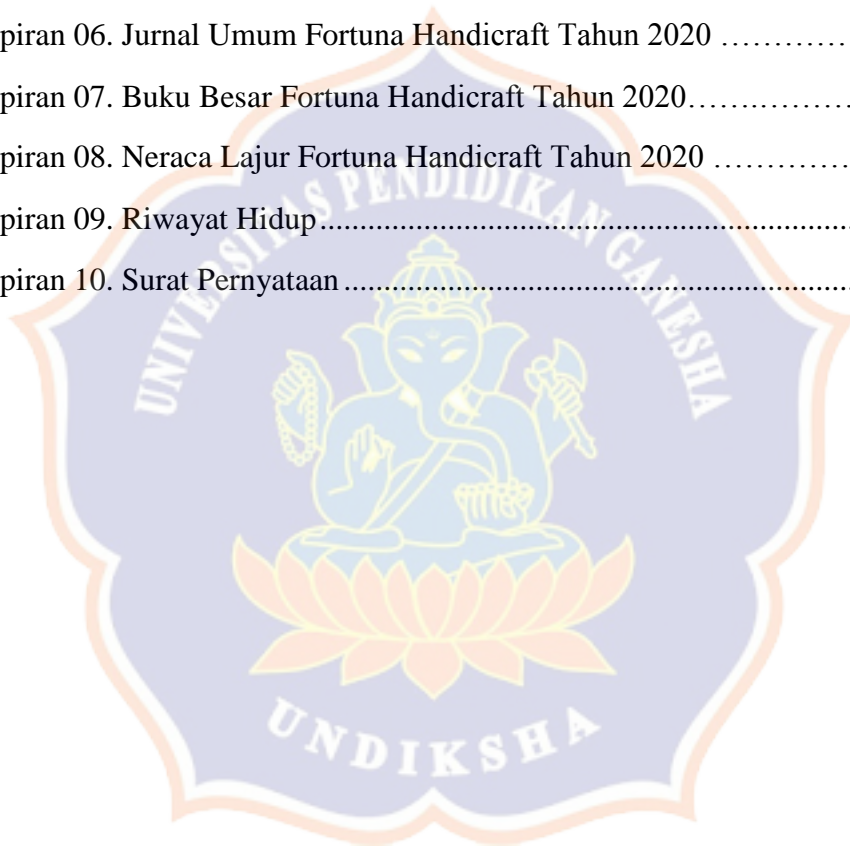 piran 06. Jurnal Umum Fortuna Handicraft Tahun 2020 …………
piran 07. Buku Besar Fortuna Handicraft Tahun 2020…….…………
piran 08. Neraca Lajur Fortuna Handicraft Tahun 2020 …………
piran 09. Riwayat Hidup....................................................................
piran 10. Surat Pernyataan.................................................................
UNIVERSITAS PENDIDIKAN GANESHA
UNDIKSHA